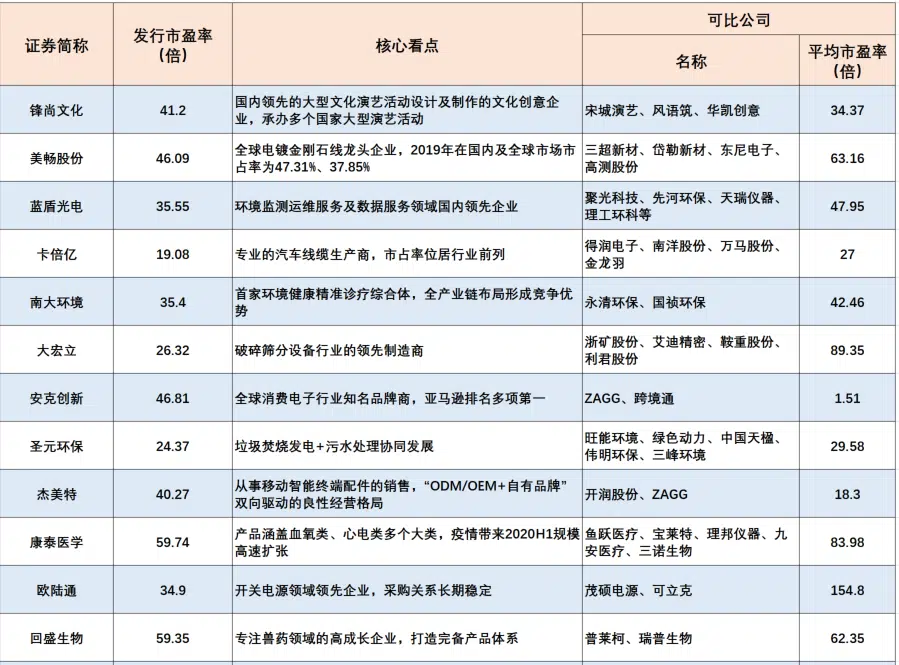 证券简称
发行市盈率
(倍)
核心看点
可比公司
名称
平均市盈率
(倍)
锋尚文化
41.2
国内领先的大型文化演艺活动设计及制作的文化创意企
业，承办多个国家大型演艺活动
宋城演艺、风语筑、华凯创意
34.37
美畅股份
46.09
全球电镀金刚石线龙头企业，2019年在国内及全球市场市
占率为47.31%、37.85%
三超新材、岱勒新材、东尼电子、
高测股份
63.16
蓝盾光电
35.55
环境监测运维服务及数据服务领域国内领先企业
聚光科技、先河环保、天瑞仪器、
理工环科等
47.95
卡倍亿
19.08
专业的汽车线缆生产商，市占率位居行业前列
得润电子、南洋股份、万马股份、
金龙羽
27
南大环境
35.4
首家环境健康精准诊疗综合体，全产业链布局形成竞争优
势
永清环保、国祯环保
42.46
大宏立
26.32
破碎筛分设备行业的领先制造商
浙矿股份、艾迪精密、鞍重股份、
利君股份
89.35
安克创新
46.81
全球消费电子行业知名品牌商，亚马逊排名多项第一
ZAGG、跨境通
1.51
圣元环保
24.37
垃圾焚烧发电+污水处理协同发展
旺能环境、绿色动力、中国天楹、
伟明环保、三峰环境
29.58
杰美特
40.27
从事移动智能终端配件的销售，“ODM/OEM+自有品牌”
双向驱动的良性经营格局
开润股份、ZAGG
18.3
康泰医学
59.74
产品涵盖血氧类、心电类多个大类，疫情带来2020H1规模
高速扩张
鱼跃医疗、宝莱特、理邦仪器、九
安医疗、三诺生物
83.98
欧陆通
34.9
开关电源领域领先企业，采购关系长期稳定
茂硕电源、可立克
154.8
回盛生物
59.35
专注兽药领域的高成长企业，打造完备产品体系
普莱柯、瑞普生物
62.35